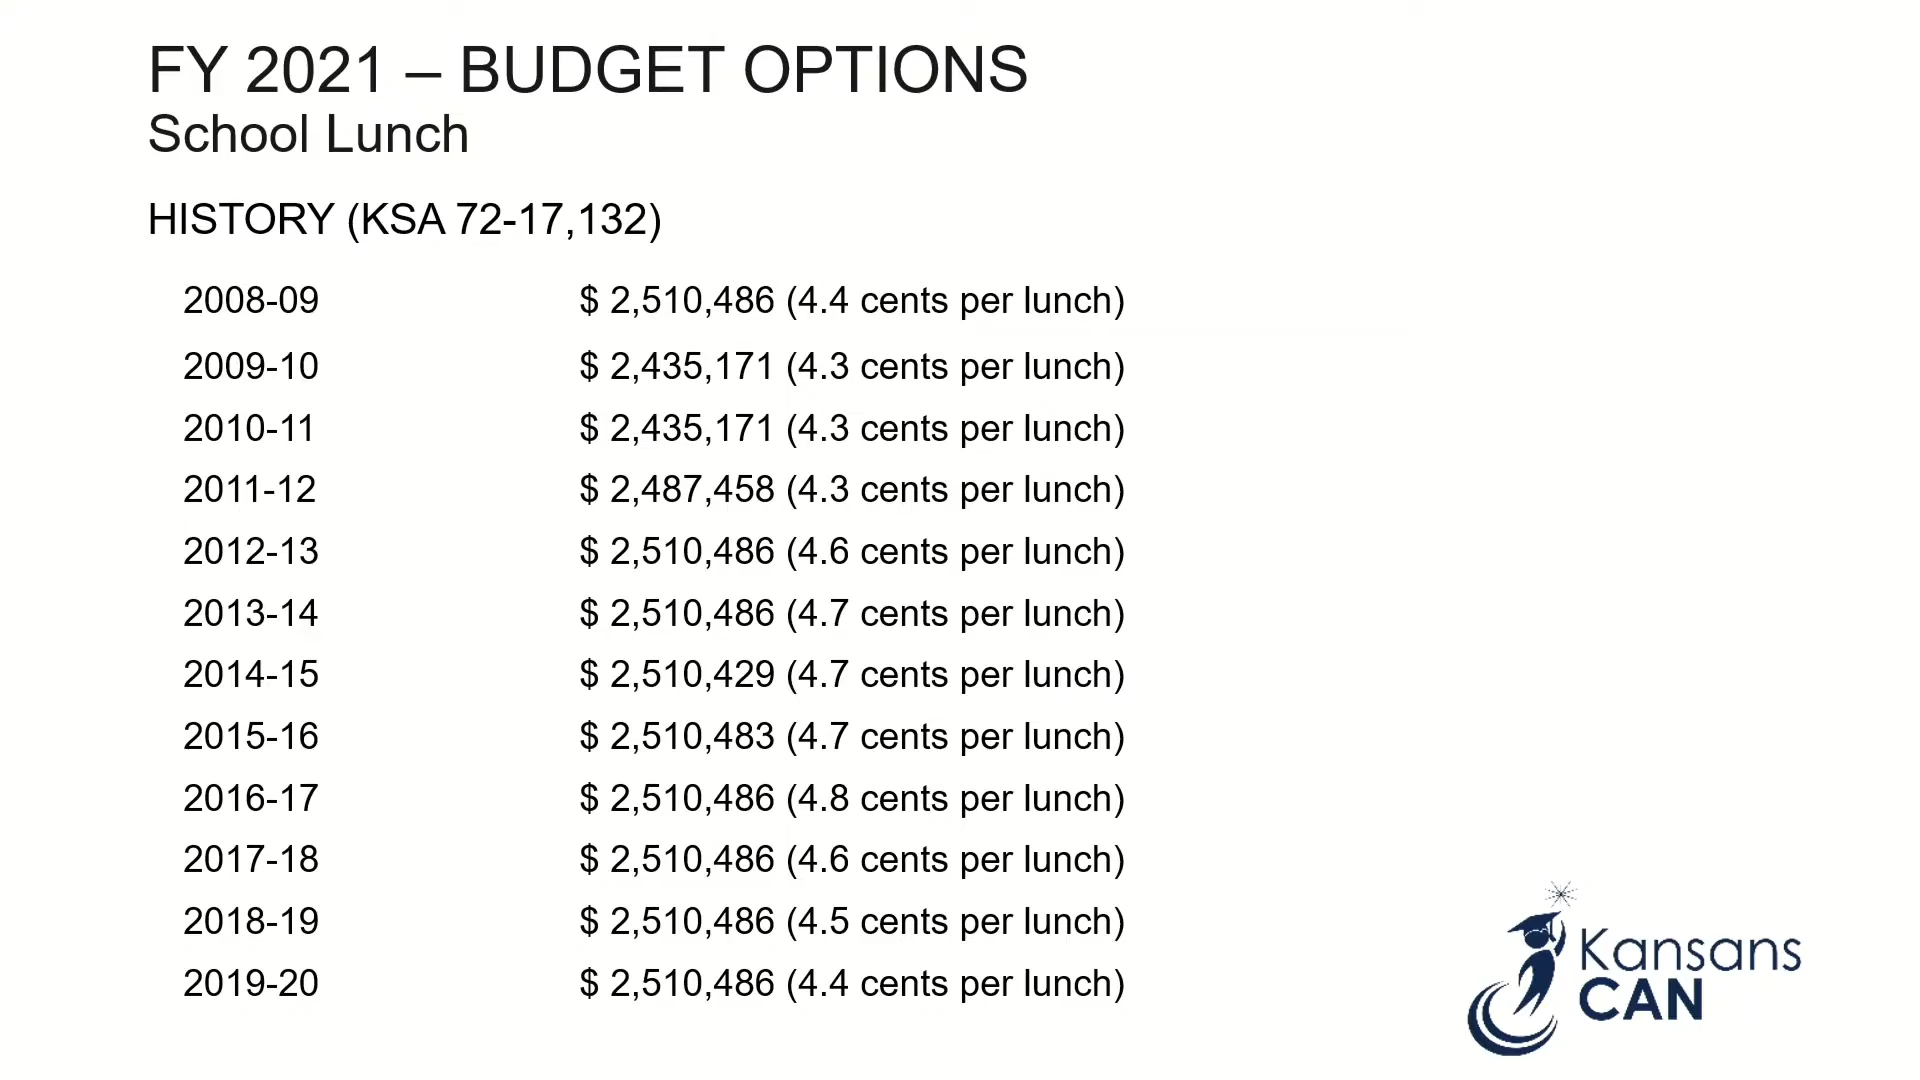 FY 2021 – BUDGET OPTIONS
School Lunch
HISTORY (KSA 72-17,132)
2008-09 $ 2,510,486 (4.4 cents per lunch)
2009-10 $ 2,435,171 (4.3 cents per lunch)
2010-11 $ 2,435,171 (4.3 cents per lunch)
2011-12 $ 2,487,458 (4.3 cents per lunch)
2012-13 $ 2,510,486 (4.6 cents per lunch)
2013-14 $ 2,510,486 (4.7 cents per lunch)
2014-15 $ 2,510,429 (4.7 cents per lunch)
2015-16 $ 2,510,483 (4.7 cents per lunch)
2016-17 $ 2,510,486 (4.8 cents per lunch)
2017-18 $ 2,510,486 (4.6 cents per lunch)
2018-19 $ 2,510,486 (4.5 cents per lunch)
2019-20 $ 2,510,486 (4.4 cents per lunch)
Kansans
CAN